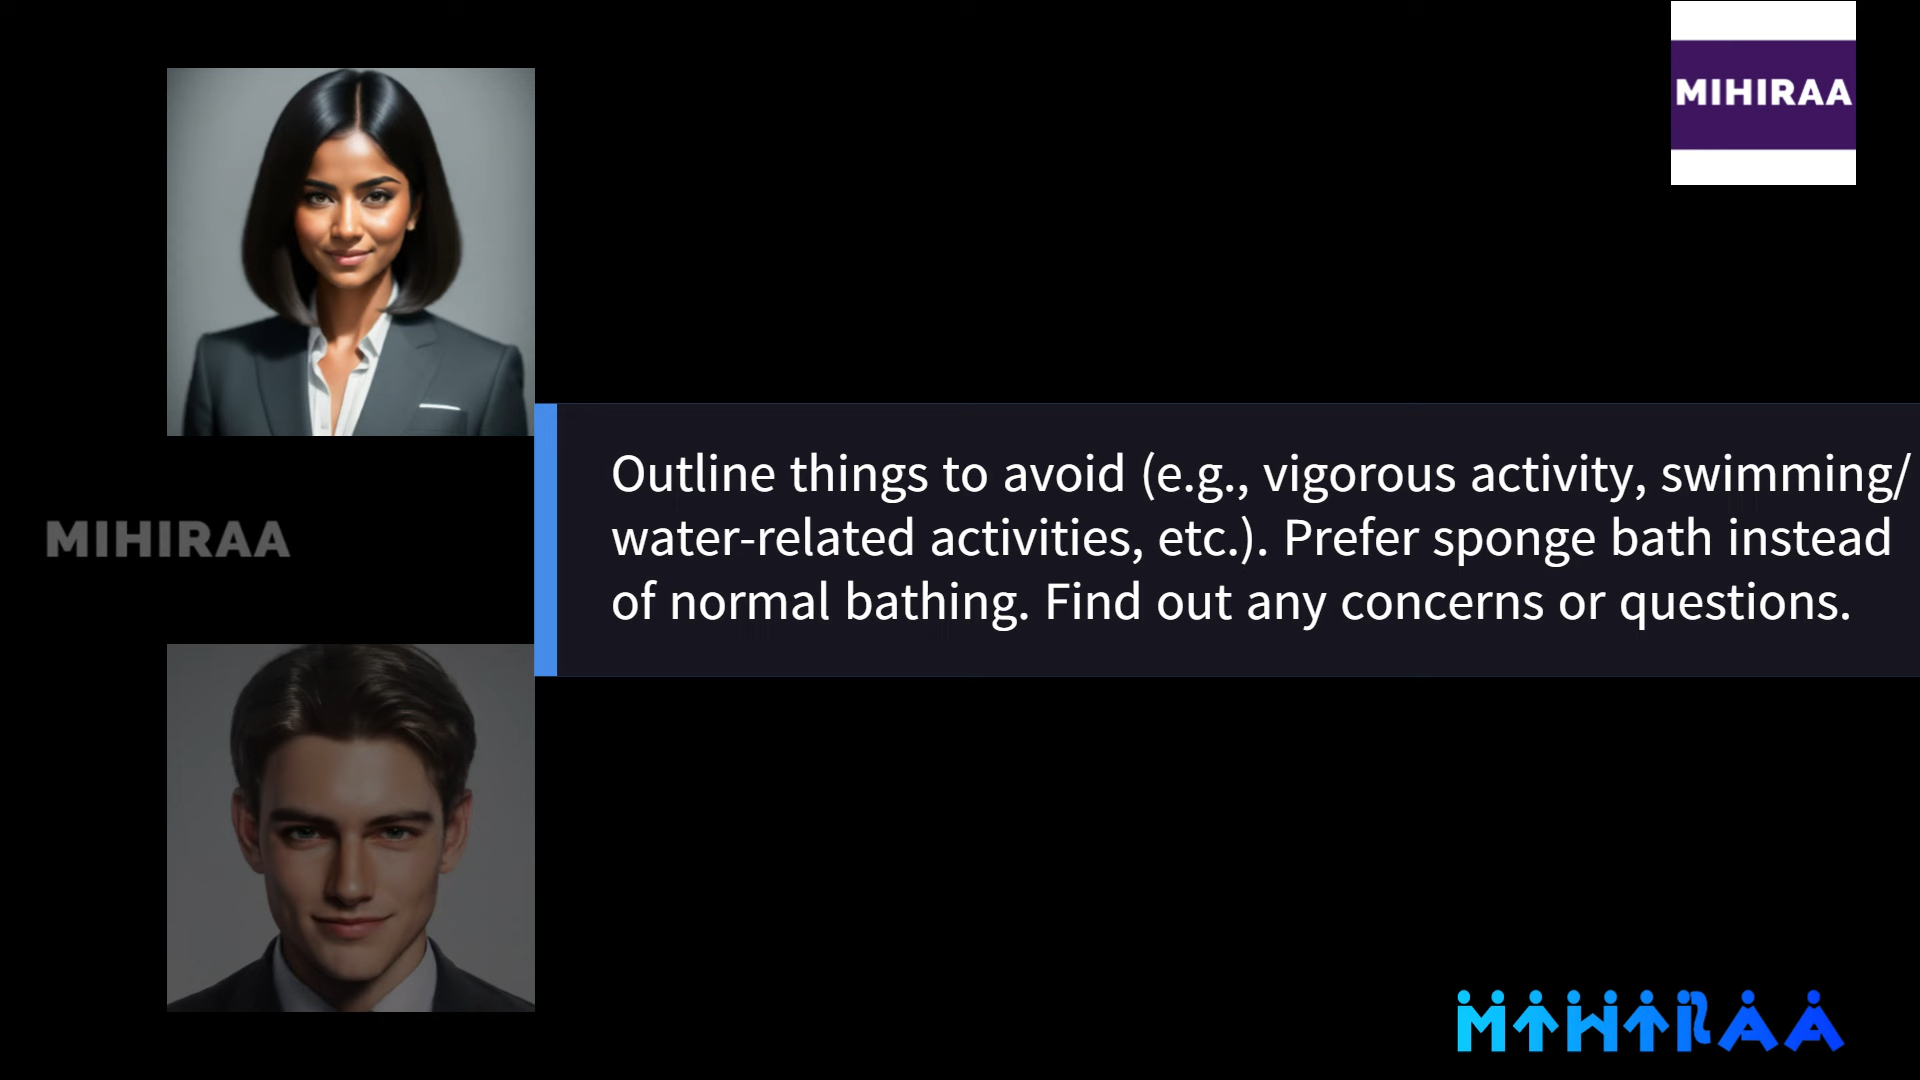 MIHIRAA
Outline things to avoid (e.g., vigorous activity, swimming/
water-related activities, etc.). Prefer sponge bath instead
of normal bathing. Find out any concerns or questions.
MIHIRAA
MIHIRAA